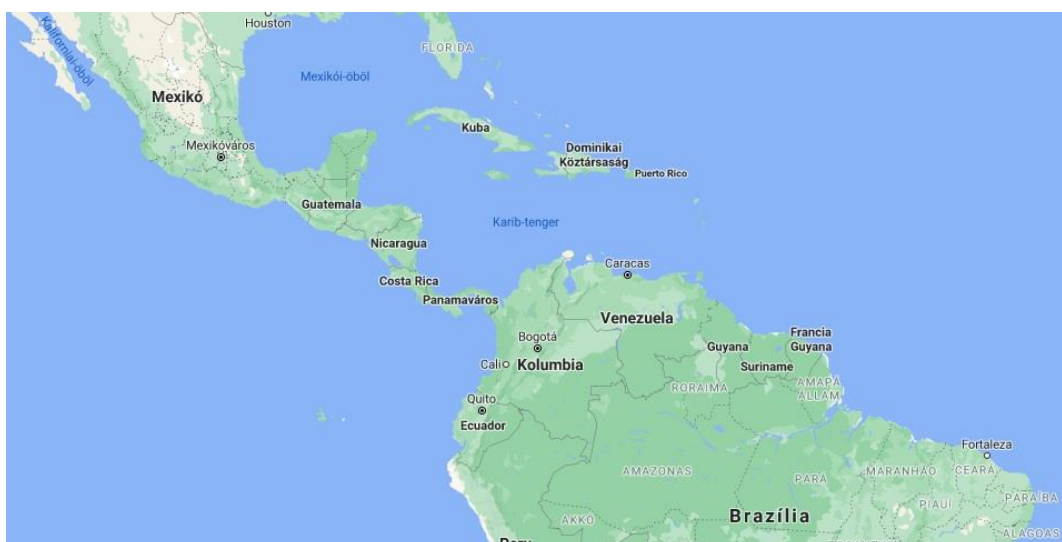 Houston
FLORIDA
Kaliforniai-öböl
Mexikói-öböl
Mexikó
Kuba
Mexikóváros
Dominikai
Köztársaság
Puerto Rico
Guatemala
Karib-tenger
Nicaragua
Caracas
Costa Rica
Panamaváros
Venezuela
Francia
Guyana
Bogotá
Guyana
Cali
Kolumbia
Suriname
RORAIMA
AMAPÁ
ÁLLAM
Quito
Ecuador
Fortaleza
AMAZONAS
PARÁ
MARANHÃO
CEARÁ
PARAÍBA
PIAUÍ
Brazília
ALAGOAS